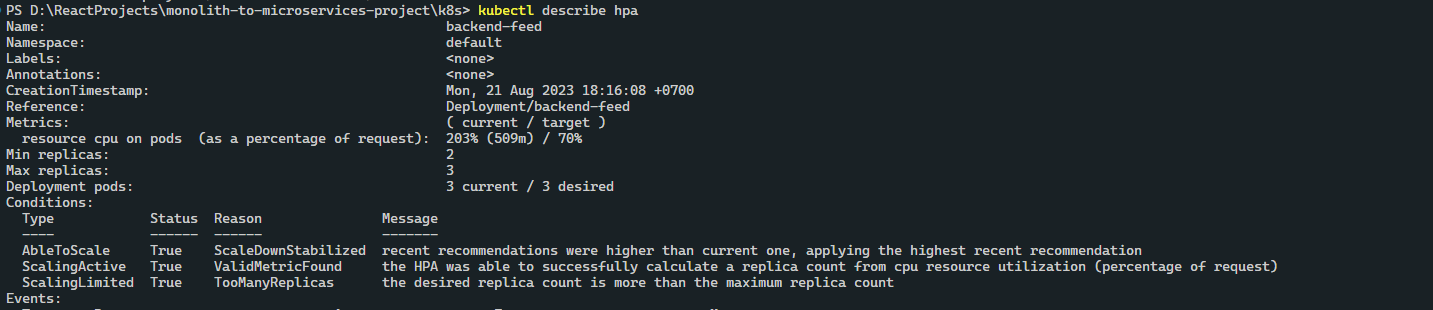 PS D:\ReactProjects\monolith-to-microservices-project\k8s> kubectl describe hpa
Name: backend-feed
Namespace: default
Labels: <none>
Annotations: <none>
CreationTimestamp: Mon, 21 Aug 2023 18:16:08 +0700
Reference: Deployment/backend-feed
Metrics: ( current / target )
resource cpu on pods (as a percentage of request): 203% (509m) / 70%
Min replicas: 2
Max replicas: 3
Deployment pods: 3 current / 3 desired
Conditions:
Type Status Reason Message
---- ------ ------ -------
AbleToScale True ScaleDownStabilized recent recommendations were higher than current one, applying the highest recent recommendation
ScalingActive True ValidMetricFound the HPA was able to successfully calculate a replica count from cpu resource utilization (percentage of request)
ScalingLimited True TooManyReplicas the desired replica count is more than the maximum replica count
Events: